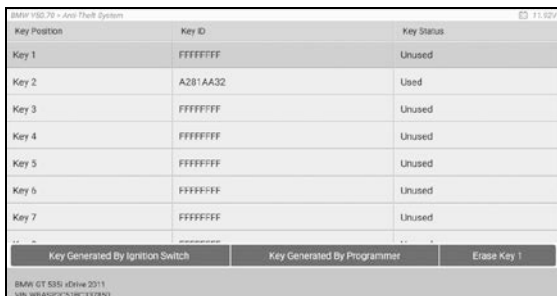 BMW V50.70 > Anti Theft System 11.92V
Key Position Key ID Key Status
Key 1 FFFFFFFF Unused
Key 2 A281AA32 Used
Key 3 FFFFFFFF Unused
Key 4 FFFFFFFF Unused
Key 5 FFFFFFFF Unused
Key 6 FFFFFFFF Unused
Key 7 FFFFFFFF Unused
Key Generated By Ignition Switch Key Generated By Programmer Erase Key 1
BMW GT 535i xDrive 2011
VIN